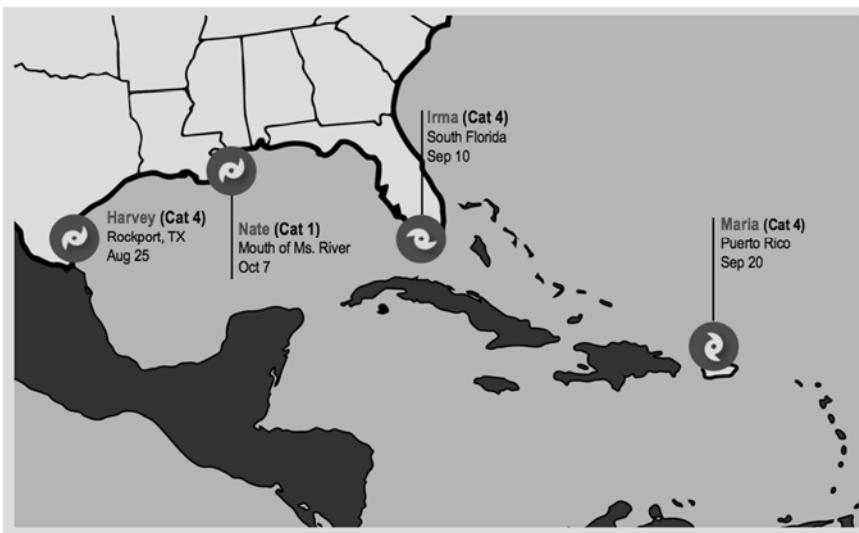 Irma (Cat 4)
South Florida
Sep 10
Harvey (Cat 4)
Rockport, TX
Aug 25
Nate (Cat 1)
Mouth of Ms. River
Oct 7
Maria (Cat 4)
Puerto Rico
Sep 20